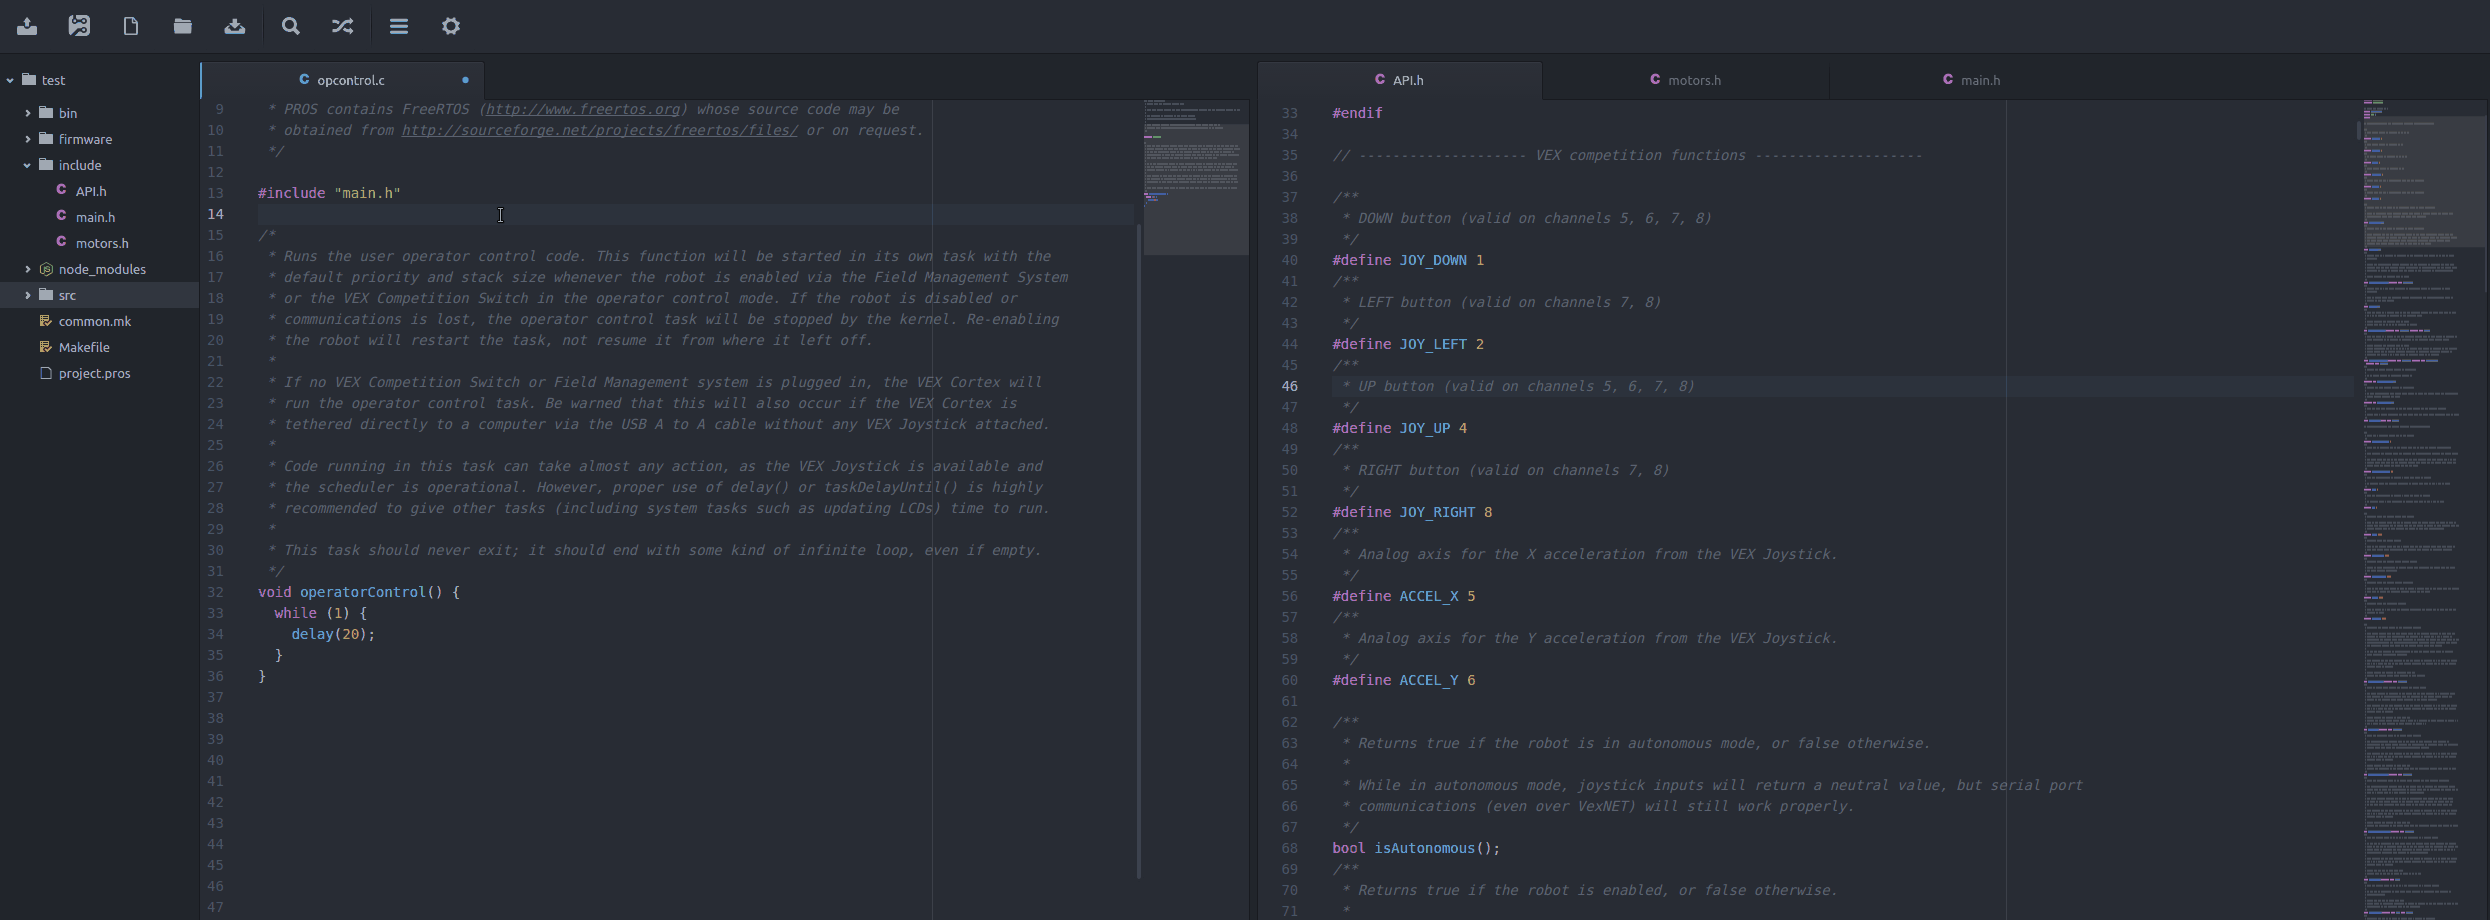 test
bin
firmware
include
API.h
main.h
motors.h
node_modules
src
common.mk
Makefile
project.pros
opcontrol.c
9 * PROS contains FreeRTOS (http://www.freertos.org) whose source code may be
10 * obtained from http://sourceforge.net/projects/freertos/files/ or on request.
11 */
12
13 #include "main.h"
14
15 /*
16 * Runs the user operator control code. This function will be started in its own task with the
17 * default priority and stack size whenever the robot is enabled via the Field Management System
18 * or the VEX Competition Switch in the operator control mode. If the robot is disabled or
19 * communications is lost, the operator control task will be stopped by the kernel. Re-enabling
20 * the robot will restart the task, not resume it from where it left off.
21 *
22 * If no VEX Competition Switch or Field Management system is plugged in, the VEX Cortex will
23 * run the operator control task. Be warned that this will also occur if the VEX Cortex is
24 * tethered directly to a computer via the USB A to A cable without any VEX Joystick attached.
25 *
26 * Code running in this task can take almost any action, as the VEX Joystick is available and
27 * the scheduler is operational. However, proper use of delay() or taskDelayUntil() is highly
28 * recommended to give other tasks (including system tasks such as updating LCDs) time to run.
29 *
30 * This task should never exit; it should end with some kind of infinite loop, even if empty.
31 */
32 void operatorControl() {
33 while (1) {
34 delay(20);
35 }
36 }
37
38
39
40
41
42
43
44
45
46
47
API.h
motors.h
main.h
33 #endif
34
35 // -------------------- VEX competition functions --------------------
36
37 /**
38 * DOWN button (valid on channels 5, 6, 7, 8)
39 */
40 #define JOY_DOWN 1
41 /**
42 * LEFT button (valid on channels 7, 8)
43 */
44 #define JOY_LEFT 2
45 /**
46 * UP button (valid on channels 5, 6, 7, 8)
47 */
48 #define JOY_UP 4
49 /**
50 * RIGHT button (valid on channels 7, 8)
51 */
52 #define JOY_RIGHT 8
53 /**
54 * Analog axis for the X acceleration from the VEX Joystick.
55 */
56 #define ACCEL_X 5
57 /**
58 * Analog axis for the Y acceleration from the VEX Joystick.
59 */
60 #define ACCEL_Y 6
61
62 /**
63 * Returns true if the robot is in autonomous mode, or false otherwise.
64 *
65 * While in autonomous mode, joystick inputs will return a neutral value, but serial port
66 * communications (even over VexNET) will still work properly.
67 */
68 bool isAutonomous();
69 /**
70 * Returns true if the robot is enabled, or false otherwise.
71 *